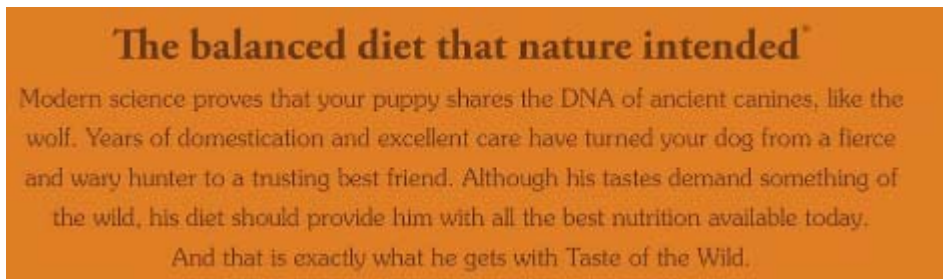 The balanced diet that nature intended®
Modern science proves that your puppy shares the DNA of ancient canines, like the
wolf. Years of domestication and excellent care have turned your dog from a fierce
and wary hunter to a trusting best friend. Although his tastes demand something of
the wild, his diet should provide him with all the best nutrition available today.
And that is exactly what he gets with Taste of the Wild.